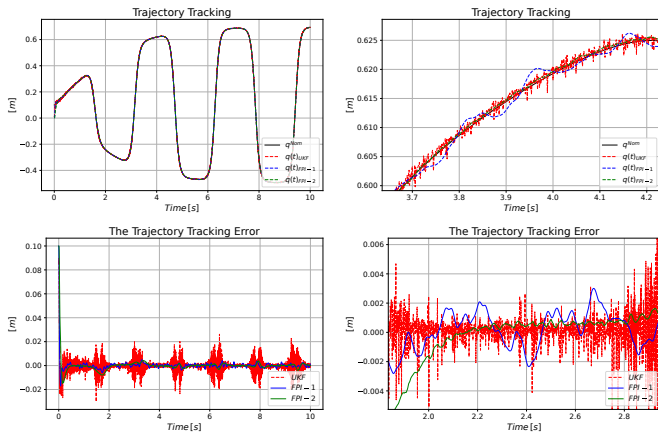 Trajectory Tracking
0.6
0.4
0.2
0.0
−0.2
−0.4
[m]
0
2
4
6
8
10
Time [s]
q^Nom
q(t)_UKF
q(t)_FPI−1
q(t)_FPI−2
Trajectory Tracking
0.625
0.620
0.615
0.610
0.605
0.600
[m]
3.7
3.8
3.9
4.0
4.1
4.2
Time [s]
q^Nom
q(t)_UKF
q(t)_FPI−1
q(t)_FPI−2
The Trajectory Tracking Error
0.10
0.08
0.06
0.04
0.02
0.00
−0.02
[m]
0
2
4
6
8
10
Time [s]
UKF
FPI − 1
FPI − 2
The Trajectory Tracking Error
0.006
0.004
0.002
0.000
−0.002
−0.004
[m]
2.0
2.2
2.4
2.6
2.8
Time [s]
UKF
FPI − 1
FPI − 2